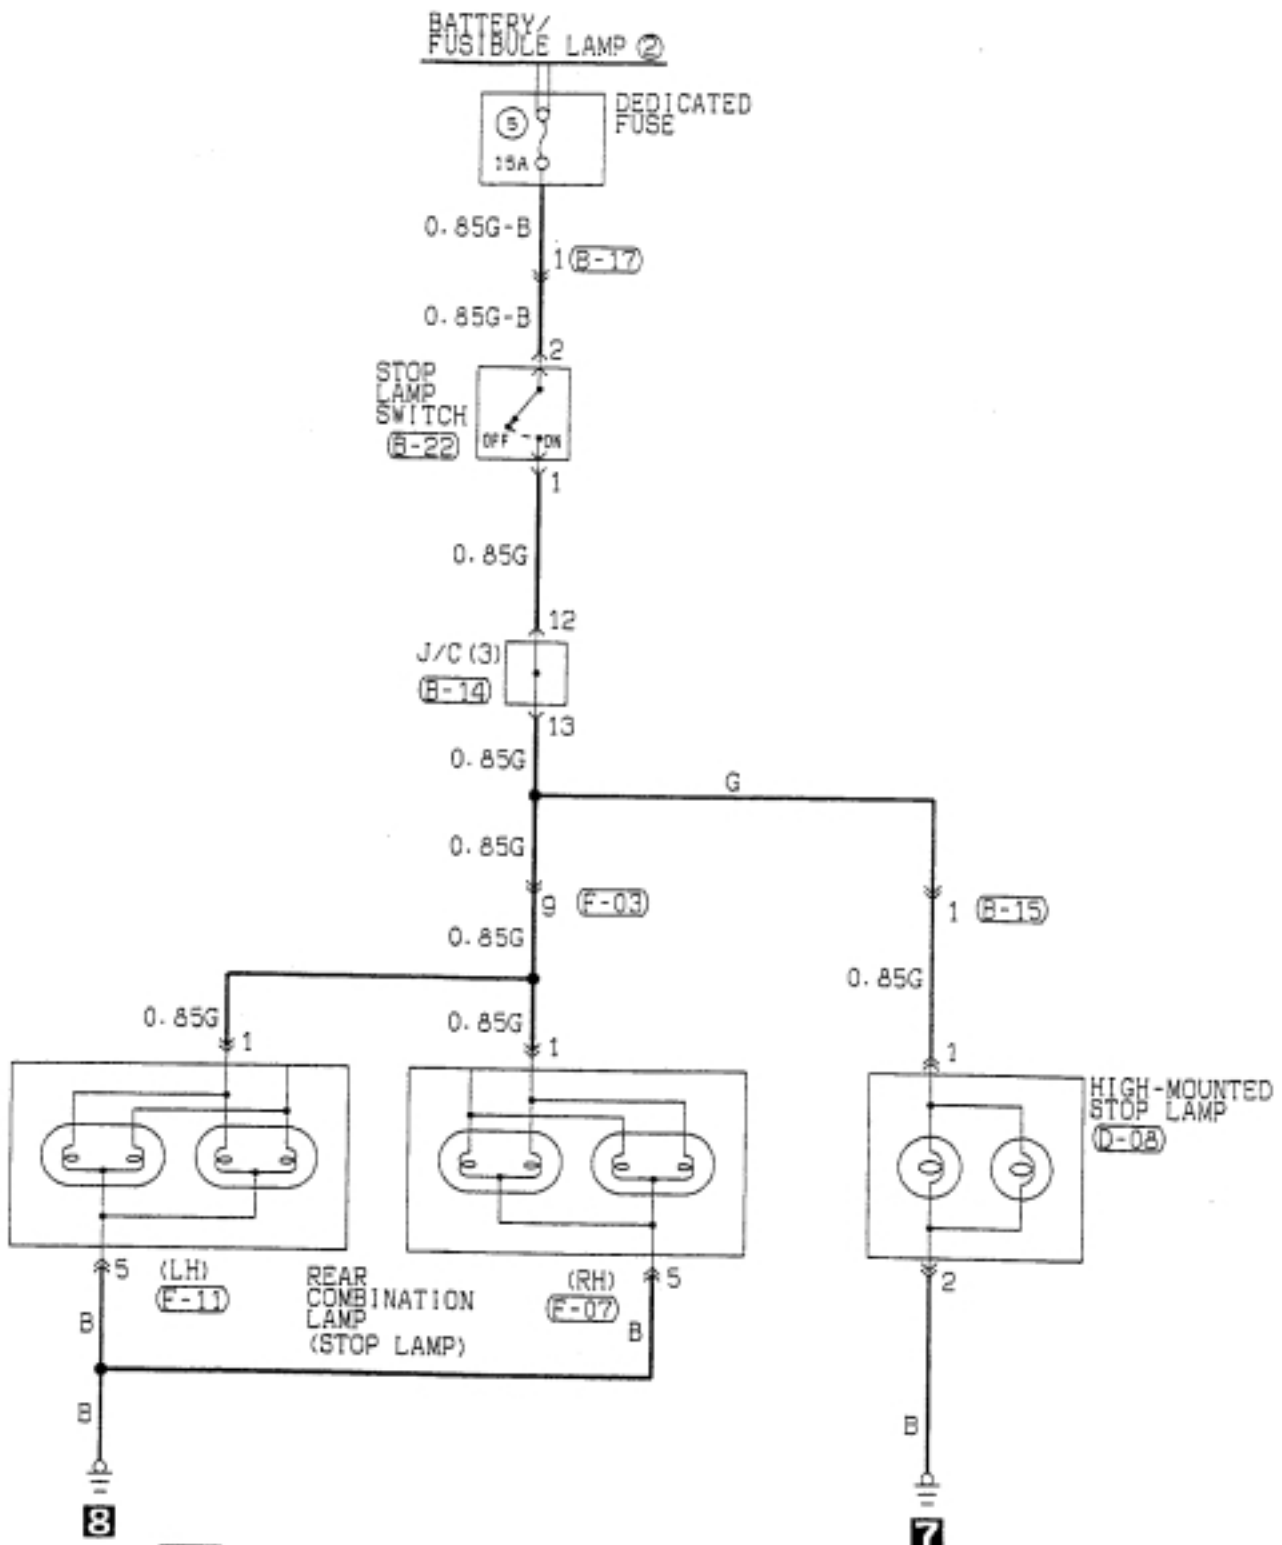 BATTERY/
FUSIBULE LAMP ②
DEDICATED
FUSE
5
15A
0.85G-B
1 B-17
0.85G-B
2
STOP
LAMP
SWITCH
B-22
OFF ON
1
0.85G
12
J/C(3)
B-14
13
0.85G
G
0.85G
9 F-03
1 B-15
0.85G
0.85G
0.85G
1
0.85G
1
1
HIGH-MOUNTED
STOP LAMP
D-08
5
(LH)
F-11
REAR
COMBINATION
LAMP
(STOP LAMP)
(RH)
F-07
5
2
B
B
B
B
8
7